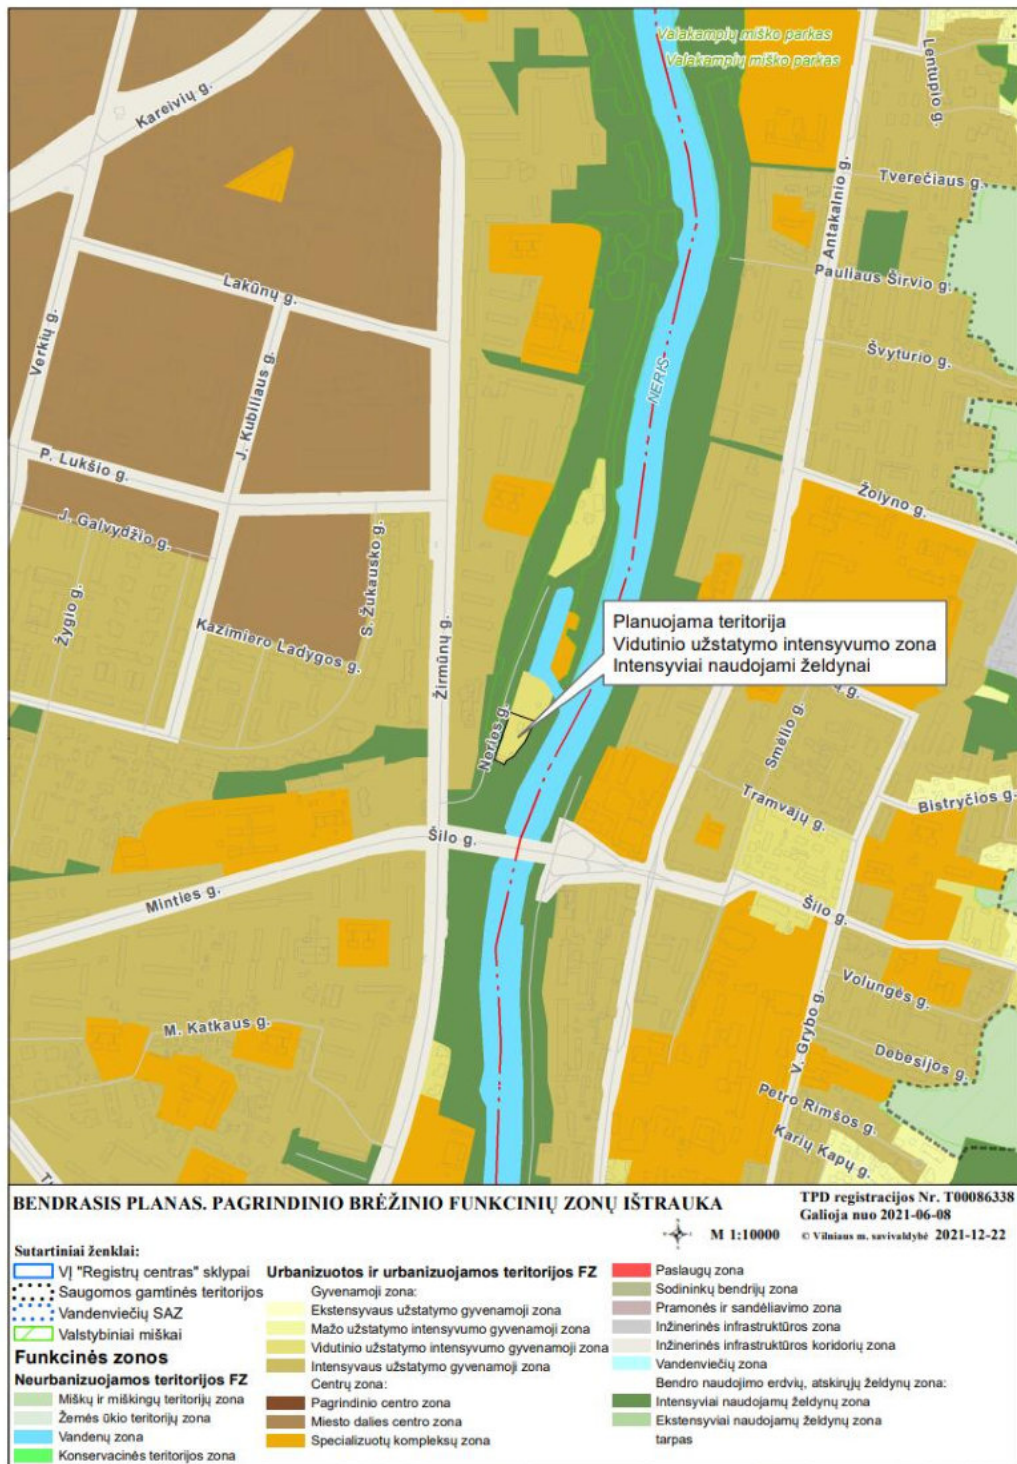 Valakampių miško parkas
Valakampių miško parkas
Lentupio g.
Kareivių g.
Tverečiaus g.
Antakalnio g.
Pauliaus Širvio g.
Lakūnų g.
Verkių g.
J. Kubiliaus g.
Švyturio g.
NERIS
P. Lukšio g.
Žolyno g.
J. Galvydžio g.
S. Žukausko g.
Žygio g.
Kazimiero Ladygos g.
Žirmūnų g.
Planuojama teritorija
Vidutinio užstatymo intensyvumo zona
Intensyviai naudojami želdynai
ų g.
Neries g.
Smėlio g.
Tramvajų g.
Bistryčios g.
Šilo g.
Minties g.
Šilo g.
Volungės g.
M. Katkaus g.
V. Grybo g.
Debesijos g.
Petro Rimšos g.
Karių Kapų g.
BENDRASIS PLANAS. PAGRINDINIO BRĖŽINIO FUNKCINIŲ ZONŲ IŠTRAUKA
TPD registracijos Nr. T00086338
Galioja nuo 2021-06-08
M 1:10000
© Vilniaus m. savivaldybė 2021-12-22
Sutartiniai ženklai:
VĮ "Registrų centras" sklypai
Saugomos gamtinės teritorijos
Vandenviečių SAZ
Valstybiniai miškai
Funkcinės zonos
Neurbanizuojamos teritorijos FZ
Miškų ir miškingų teritorijų zona
Žemės ūkio teritorijų zona
Vandenų zona
Konservacinės teritorijos zona
Urbanizuotos ir urbanizuojamos teritorijos FZ
Gyvenamoji zona:
Ekstensyvaus užstatymo gyvenamoji zona
Mažo užstatymo intensyvumo gyvenamoji zona
Vidutinio užstatymo intensyvumo gyvenamoji zona
Intensyvaus užstatymo gyvenamoji zona
Centrų zona:
Pagrindinio centro zona
Miesto dalies centro zona
Specializuotų kompleksų zona
Paslaugų zona
Sodininkų bendrijų zona
Pramonės ir sandėliavimo zona
Inžinerinės infrastruktūros zona
Inžinerinės infrastruktūros koridorių zona
Vandenviečių zona
Bendro naudojimo erdvių, atskirųjų želdynų zona:
Intensyviai naudojamų želdynų zona
Ekstensyviai naudojamų želdynų zona
tarpas